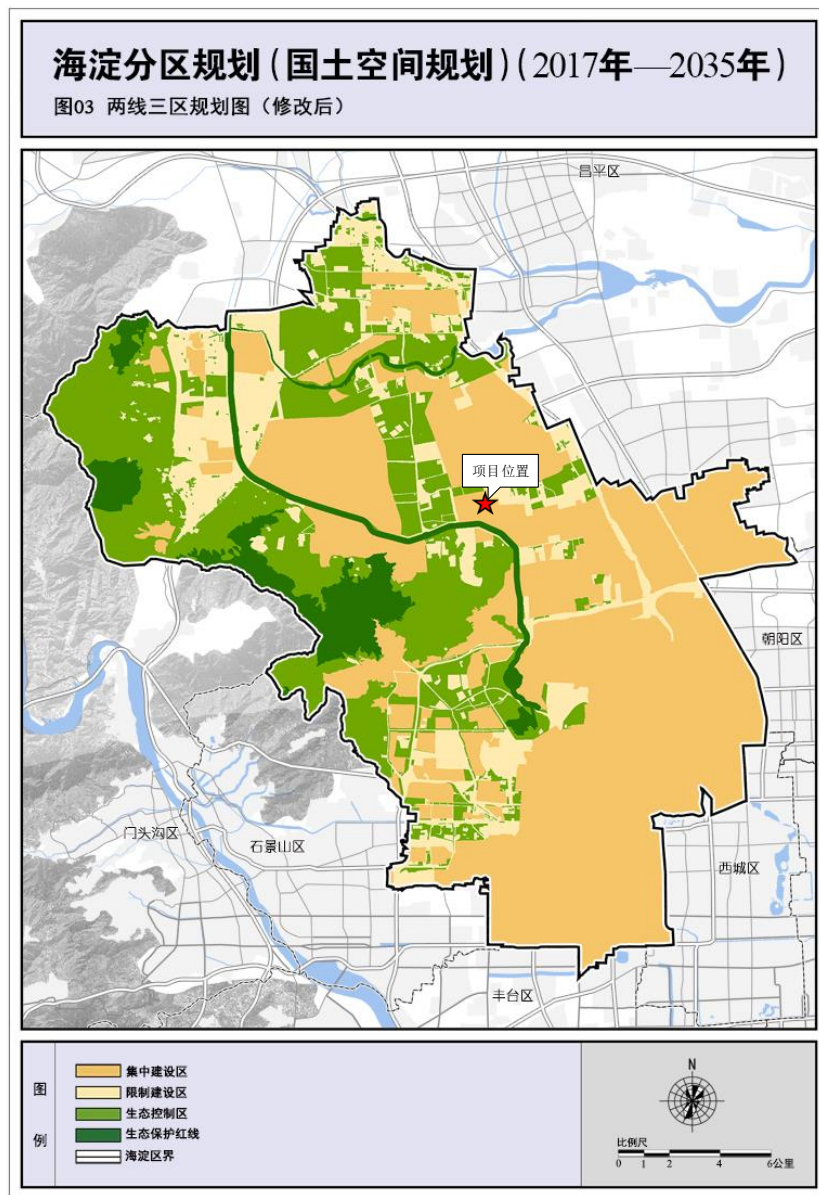 海淀分区规划（国土空间规划）（2017年—2035年）
图03 两线三区规划图（修改后）
昌平区
项目位置
朝阳区
门头沟区
石景山区
西城区
丰台区
图例
集中建设区
限制建设区
生态控制区
生态保护红线
海淀区界
N
比例尺
0 1 2 4 6公里